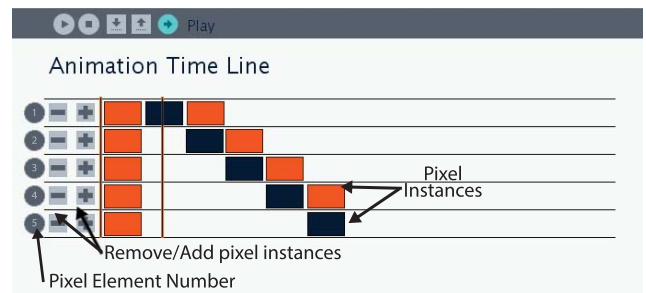 Play
Animation Time Line
1
2
3
Pixel
4
Instances
5
Remove/Add pixel instances
Pixel Element Number